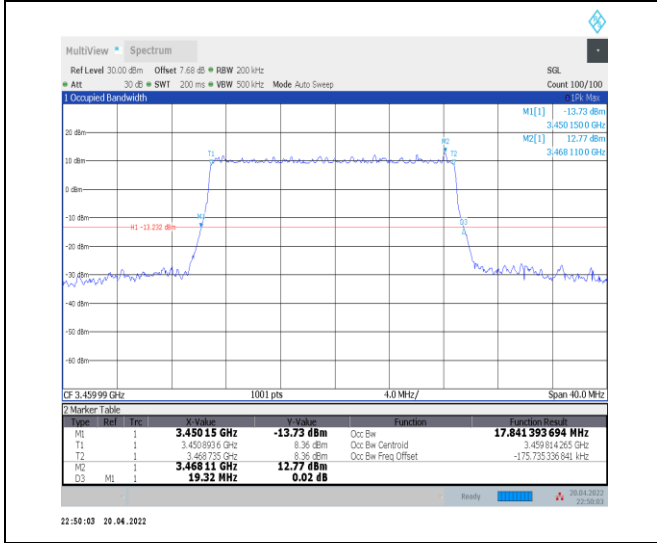 MultiView Spectrum
Ref Level 30.00 dBm Offset 7.68 dB RBW 200 kHz SGL
Att 30 dB SWT 200 ms VBW 500 kHz Mode Auto Sweep Count 100/100
1 Occupied Bandwidth 1Pk Max
M1[1] -13.73 dBm
3.450 150 0 GHz
M2[1] 12.77 dBm
3.468 110 0 GHz
20 dBm
M2
T1 T2
10 dBm
0 dBm
-10 dBm
M1 D3
H1 -13.232 dBm
-20 dBm
-30 dBm
-40 dBm
-50 dBm
-60 dBm
CF 3.459 99 GHz 1001 pts 4.0 MHz/ Span 40.0 MHz
2 Marker Table
Type Ref Trc X-Value Y-Value Function Function Result
M1 1 3.450 15 GHz -13.73 dBm Occ Bw 17.841 393 694 MHz
T1 1 3.450 893 6 GHz 8.36 dBm Occ Bw Centroid 3.459 814 265 GHz
T2 1 3.468 735 GHz 8.36 dBm Occ Bw Freq Offset -175.735 336 841 kHz
M2 1 3.468 11 GHz 12.77 dBm
D3 M1 1 19.32 MHz 0.02 dB
Ready 20.04.2022
22:50:03
22:50:03 20.04.2022